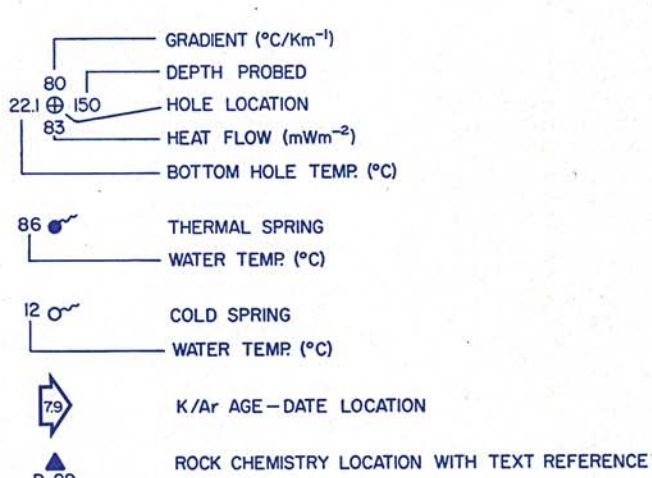 GRADIENT (°C/Km⁻¹)
80
DEPTH PROBED
22.1 150
HOLE LOCATION
83
HEAT FLOW (mWm⁻²)
BOTTOM HOLE TEMP. (°C)
86
THERMAL SPRING
WATER TEMP. (°C)
12
COLD SPRING
WATER TEMP. (°C)
7.9
K/Ar AGE-DATE LOCATION
ROCK CHEMISTRY LOCATION WITH TEXT REFERENCE